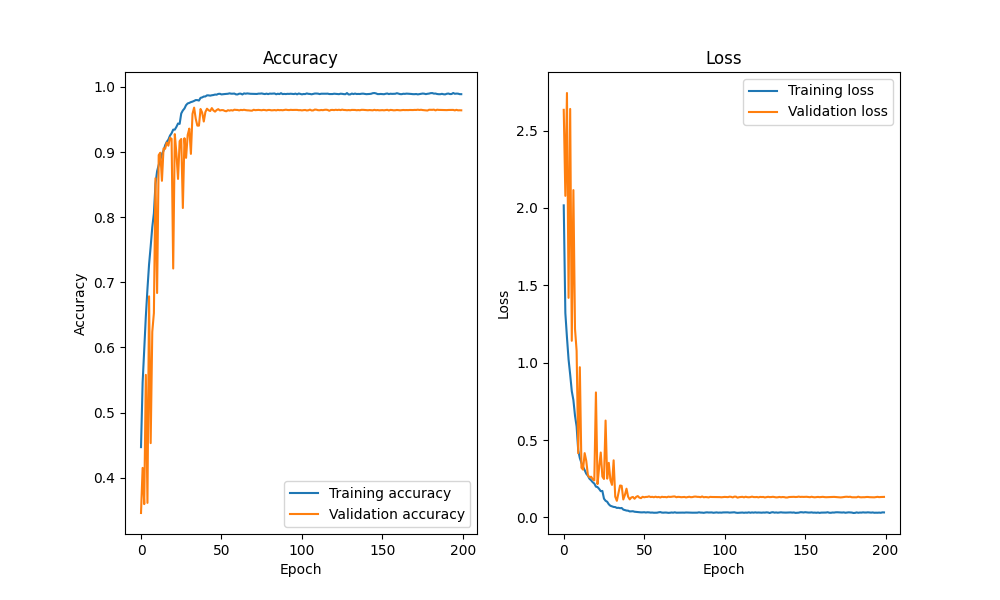 Accuracy
1.0
0.9
0.8
0.7
0.6
0.5
0.4
Accuracy
0 50 100 150 200
Epoch
Training accuracy
Validation accuracy
Loss
2.5
2.0
1.5
1.0
0.5
0.0
Loss
0 50 100 150 200
Epoch
Training loss
Validation loss